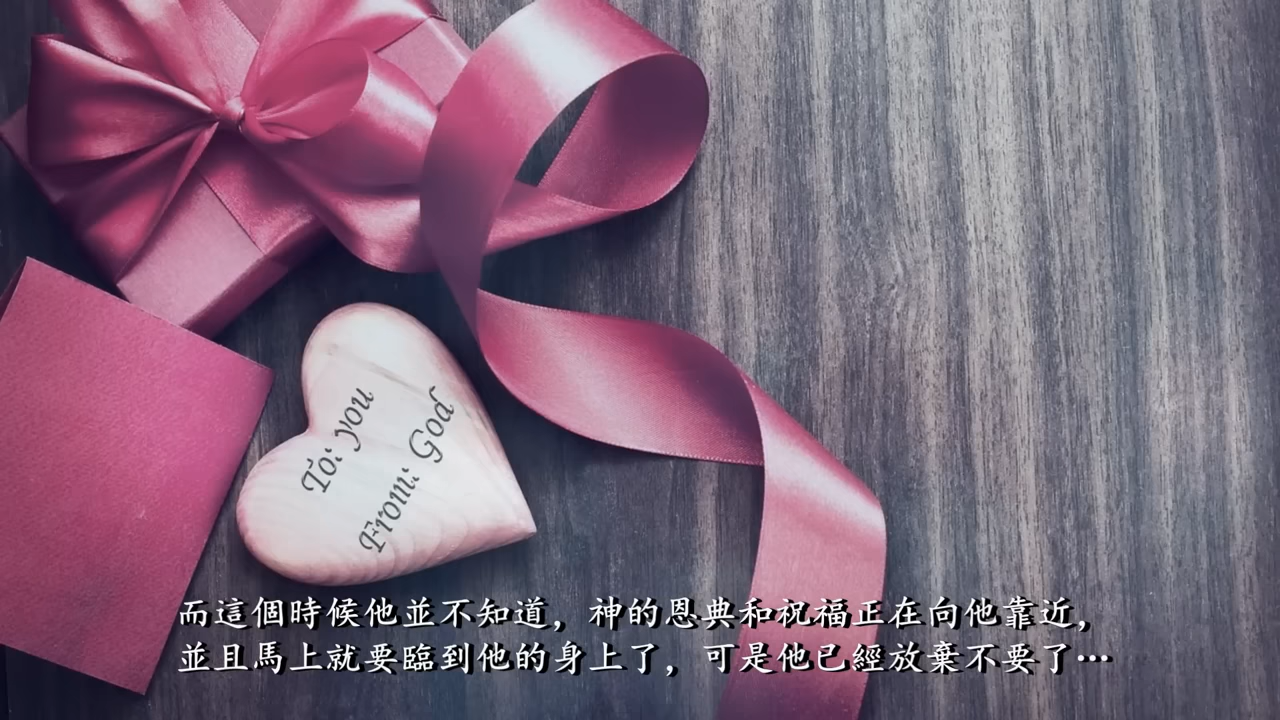 To: you
From: God
而這個時候他並不知道，神的恩典和祝福正在向他靠近，
並且馬上就要臨到他的身上了，可是他已經放棄不要了…